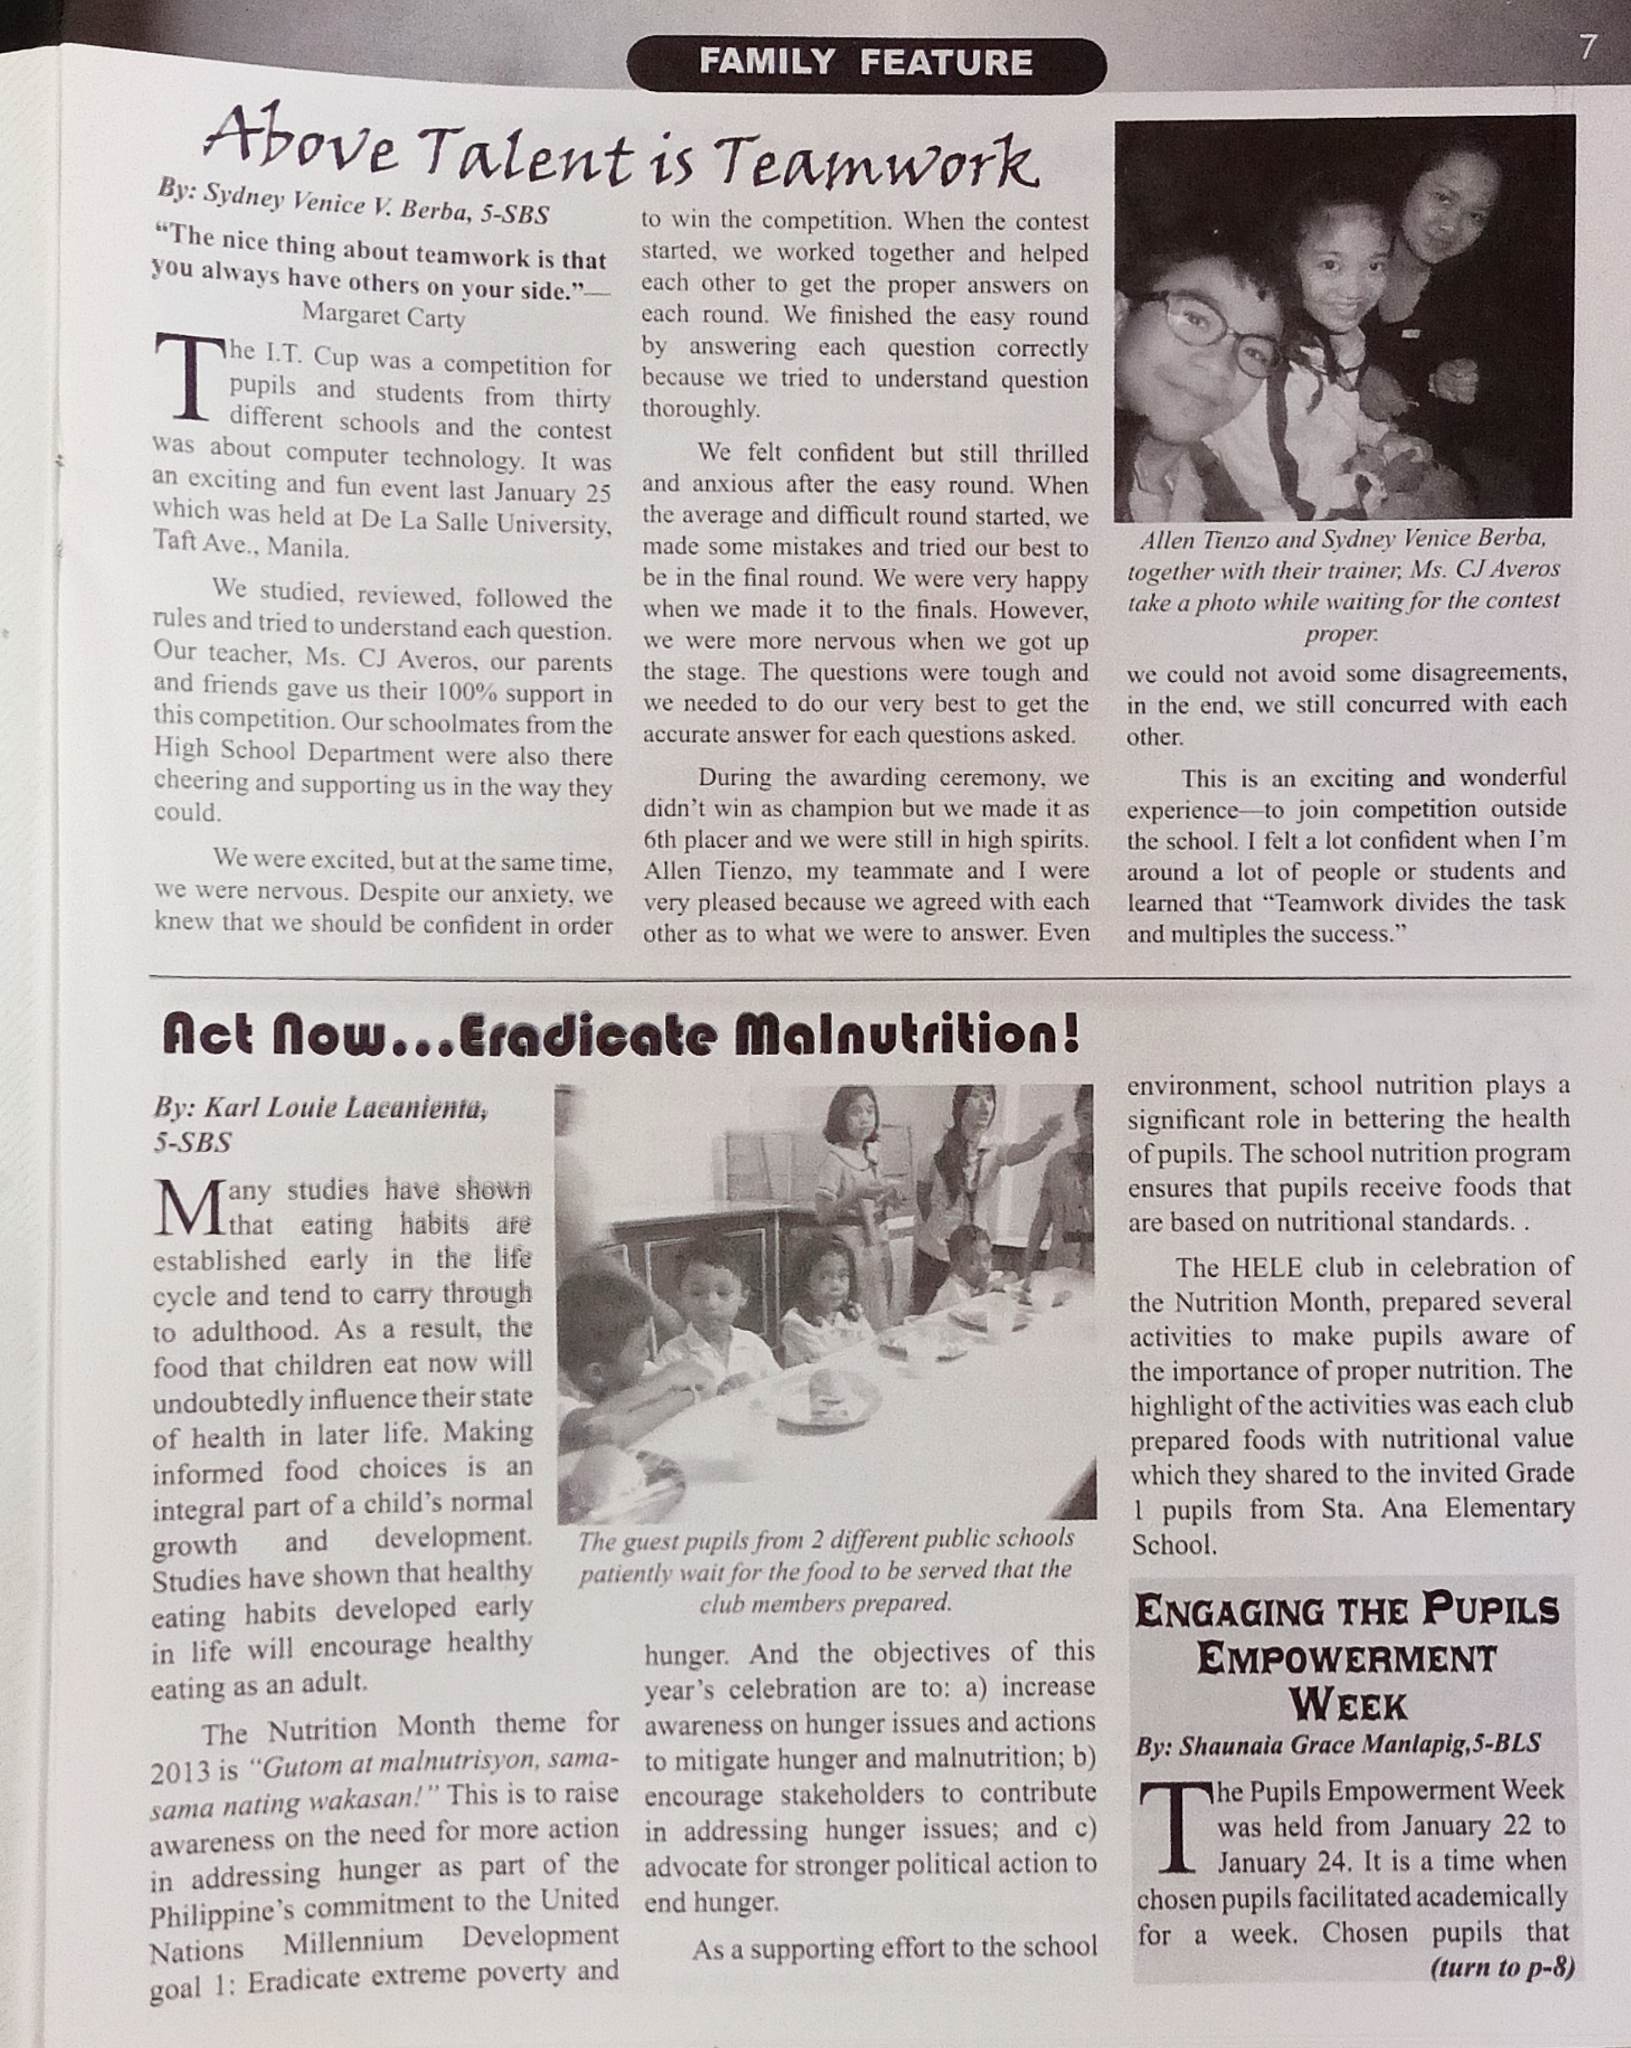 FAMILY FEATURE
7
Above Talent is Teamwork
By: Sydney Venice V. Berba, 5-SBS
“The nice thing about teamwork is that
you always have others on your side.”—
Margaret Carty
The I.T. Cup was a competition for
pupils and students from thirty
different schools and the contest
was about computer technology. It was
an exciting and fun event last January 25
which was held at De La Salle University,
Taft Ave., Manila.
We studied, reviewed, followed the
rules and tried to understand each question.
Our teacher, Ms. CJ Averos, our parents
and friends gave us their 100% support in
this competition. Our schoolmates from the
High School Department were also there
cheering and supporting us in the way they
could.
We were excited, but at the same time,
we were nervous. Despite our anxiety, we
knew that we should be confident in order
to win the competition. When the contest
started, we worked together and helped
each other to get the proper answers on
each round. We finished the easy round
by answering each question correctly
because we tried to understand question
thoroughly.
We felt confident but still thrilled
and anxious after the easy round. When
the average and difficult round started, we
made some mistakes and tried our best to
be in the final round. We were very happy
when we made it to the finals. However,
we were more nervous when we got up
the stage. The questions were tough and
we needed to do our very best to get the
accurate answer for each questions asked.
During the awarding ceremony, we
didn’t win as champion but we made it as
6th placer and we were still in high spirits.
Allen Tienzo, my teammate and I were
very pleased because we agreed with each
other as to what we were to answer. Even
Allen Tienzo and Sydney Venice Berba,
together with their trainer, Ms. CJ Averos
take a photo while waiting for the contest
proper.
we could not avoid some disagreements,
in the end, we still concurred with each
other.
This is an exciting and wonderful
experience—to join competition outside
the school. I felt a lot confident when I’m
around a lot of people or students and
learned that “Teamwork divides the task
and multiples the success.”
Act Now...Eradicate Malnutrition!
By: Karl Louie Lacanienta,
5-SBS
Many studies have shown
that eating habits are
established early in the life
cycle and tend to carry through
to adulthood. As a result, the
food that children eat now will
undoubtedly influence their state
of health in later life. Making
informed food choices is an
integral part of a child’s normal
growth and development.
Studies have shown that healthy
eating habits developed early
in life will encourage healthy
eating as an adult.
The Nutrition Month theme for
2013 is “Gutom at malnutrisyon, sama-
sama nating wakasan!” This is to raise
awareness on the need for more action
in addressing hunger as part of the
Philippine’s commitment to the United
Nations Millennium Development
goal 1: Eradicate extreme poverty and
The guest pupils from 2 different public schools
patiently wait for the food to be served that the
club members prepared.
hunger. And the objectives of this
year’s celebration are to: a) increase
awareness on hunger issues and actions
to mitigate hunger and malnutrition; b)
encourage stakeholders to contribute
in addressing hunger issues; and c)
advocate for stronger political action to
end hunger.
As a supporting effort to the school
environment, school nutrition plays a
significant role in bettering the health
of pupils. The school nutrition program
ensures that pupils receive foods that
are based on nutritional standards. .
The HELE club in celebration of
the Nutrition Month, prepared several
activities to make pupils aware of
the importance of proper nutrition. The
highlight of the activities was each club
prepared foods with nutritional value
which they shared to the invited Grade
1 pupils from Sta. Ana Elementary
School.
ENGAGING THE PUPILS
EMPOWERMENT
WEEK
By: Shaunaia Grace Manlapig,5-BLS
The Pupils Empowerment Week
was held from January 22 to
January 24. It is a time when
chosen pupils facilitated academically
for a week. Chosen pupils that
(turn to p-8)